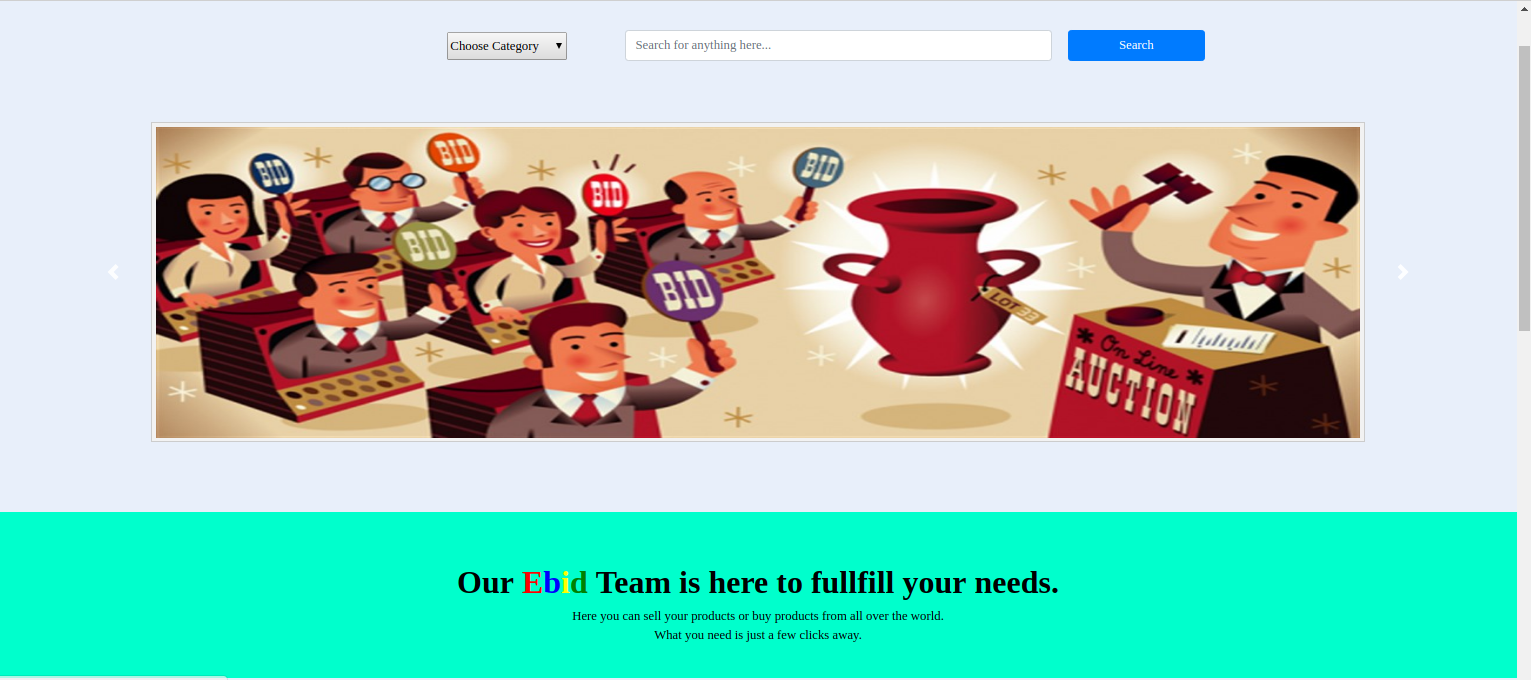 Choose Category
Search for anything here...
Search
BID
BID
BID
BID
BID
BID
LOT 33
On Line
AUCTION
Our Ebid Team is here to fullfill your needs.
Here you can sell your products or buy products from all over the world.
What you need is just a few clicks away.